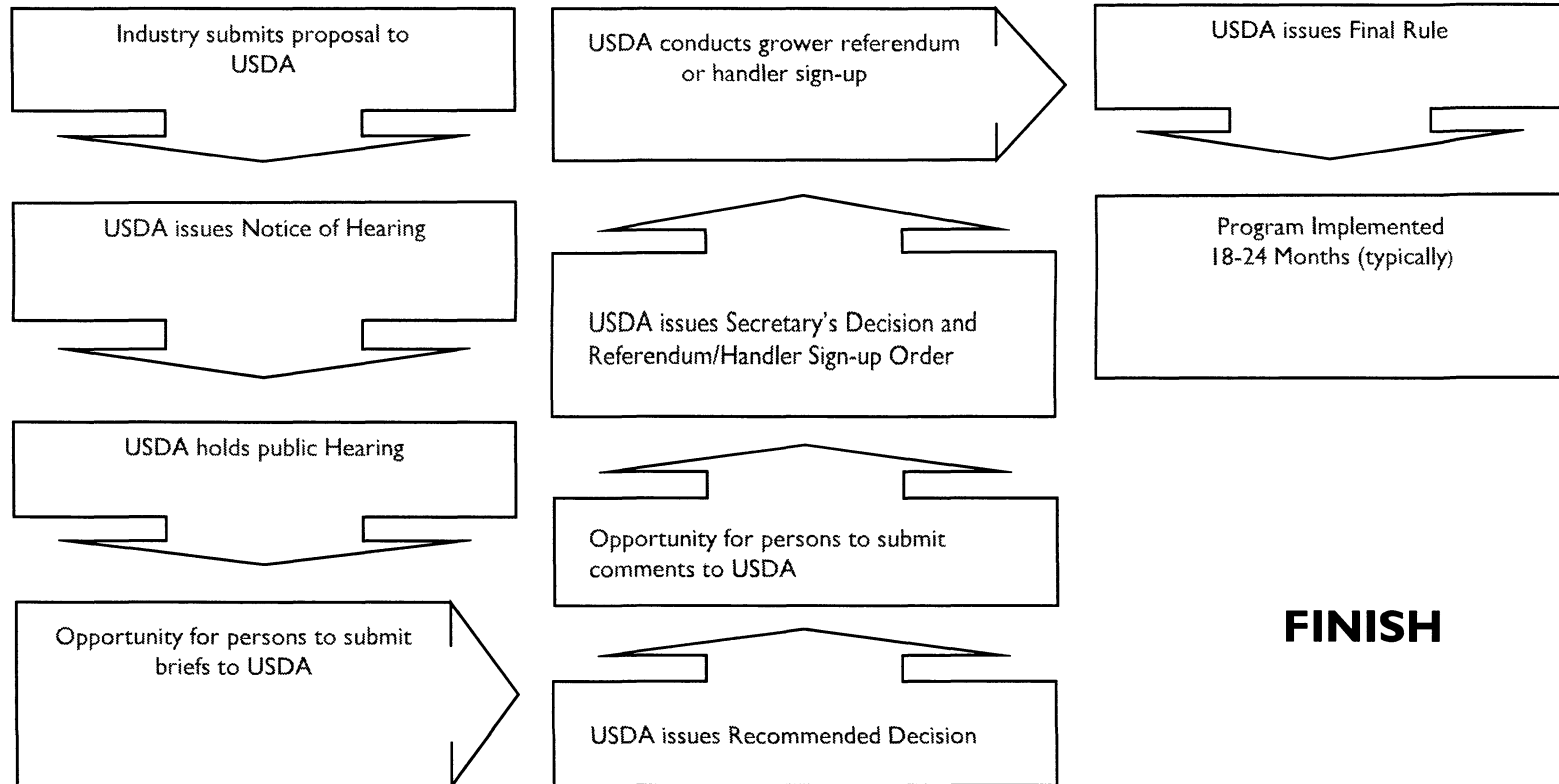 Industry submits proposal to
USDA
USDA issues Notice of Hearing
USDA holds public Hearing
Opportunity for persons to submit
briefs to USDA
USDA issues Recommended Decision
Opportunity for persons to submit
comments to USDA
USDA issues Secretary's Decision and
Referendum/Handler Sign-up Order
USDA conducts grower referendum
or handler sign-up
USDA issues Final Rule
Program Implemented
18-24 Months (typically)
FINISH